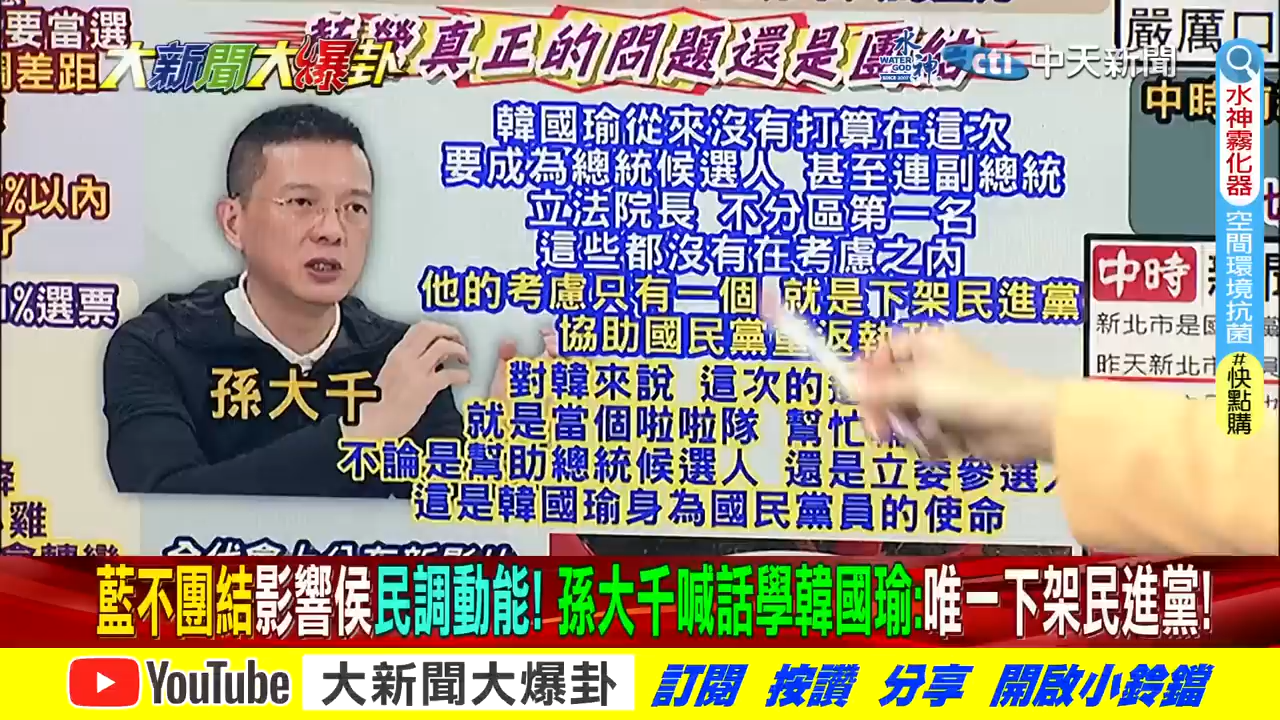 要當選
差距
大新聞大爆卦
藍營真正的問題還是團結
水神
WATER GOD
SINCE 2007
cti 中天新聞
嚴厲
中時
水神霧化器
空間環境抗菌
#快點購
%以內
了
1%選票
韓國瑜從來沒有打算在這次
要成為總統候選人 甚至連副總統
立法院長 不分區第一名
這些都沒有在考慮之內
他的考慮只有一個 就是下架民進黨
協助國民黨重返執
對韓來說 這次的
就是當個啦啦隊 幫忙
不論是幫助總統候選人 還是立委參選人
這是韓國瑜身為國民黨員的使命
孫大千
中時
新北市是國
昨天新北市
雞
藍不團結影響侯民調動能! 孫大千喊話學韓國瑜:唯一下架民進黨!
YouTube 大新聞大爆卦 訂閱 按讚 分享 開啟小鈴鐺